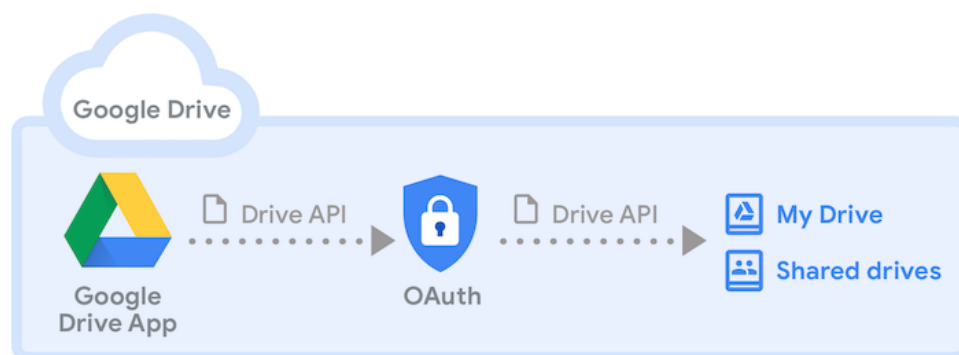 Google Drive
Drive API
Drive API
My Drive
Shared drives
Google
Drive App
OAuth